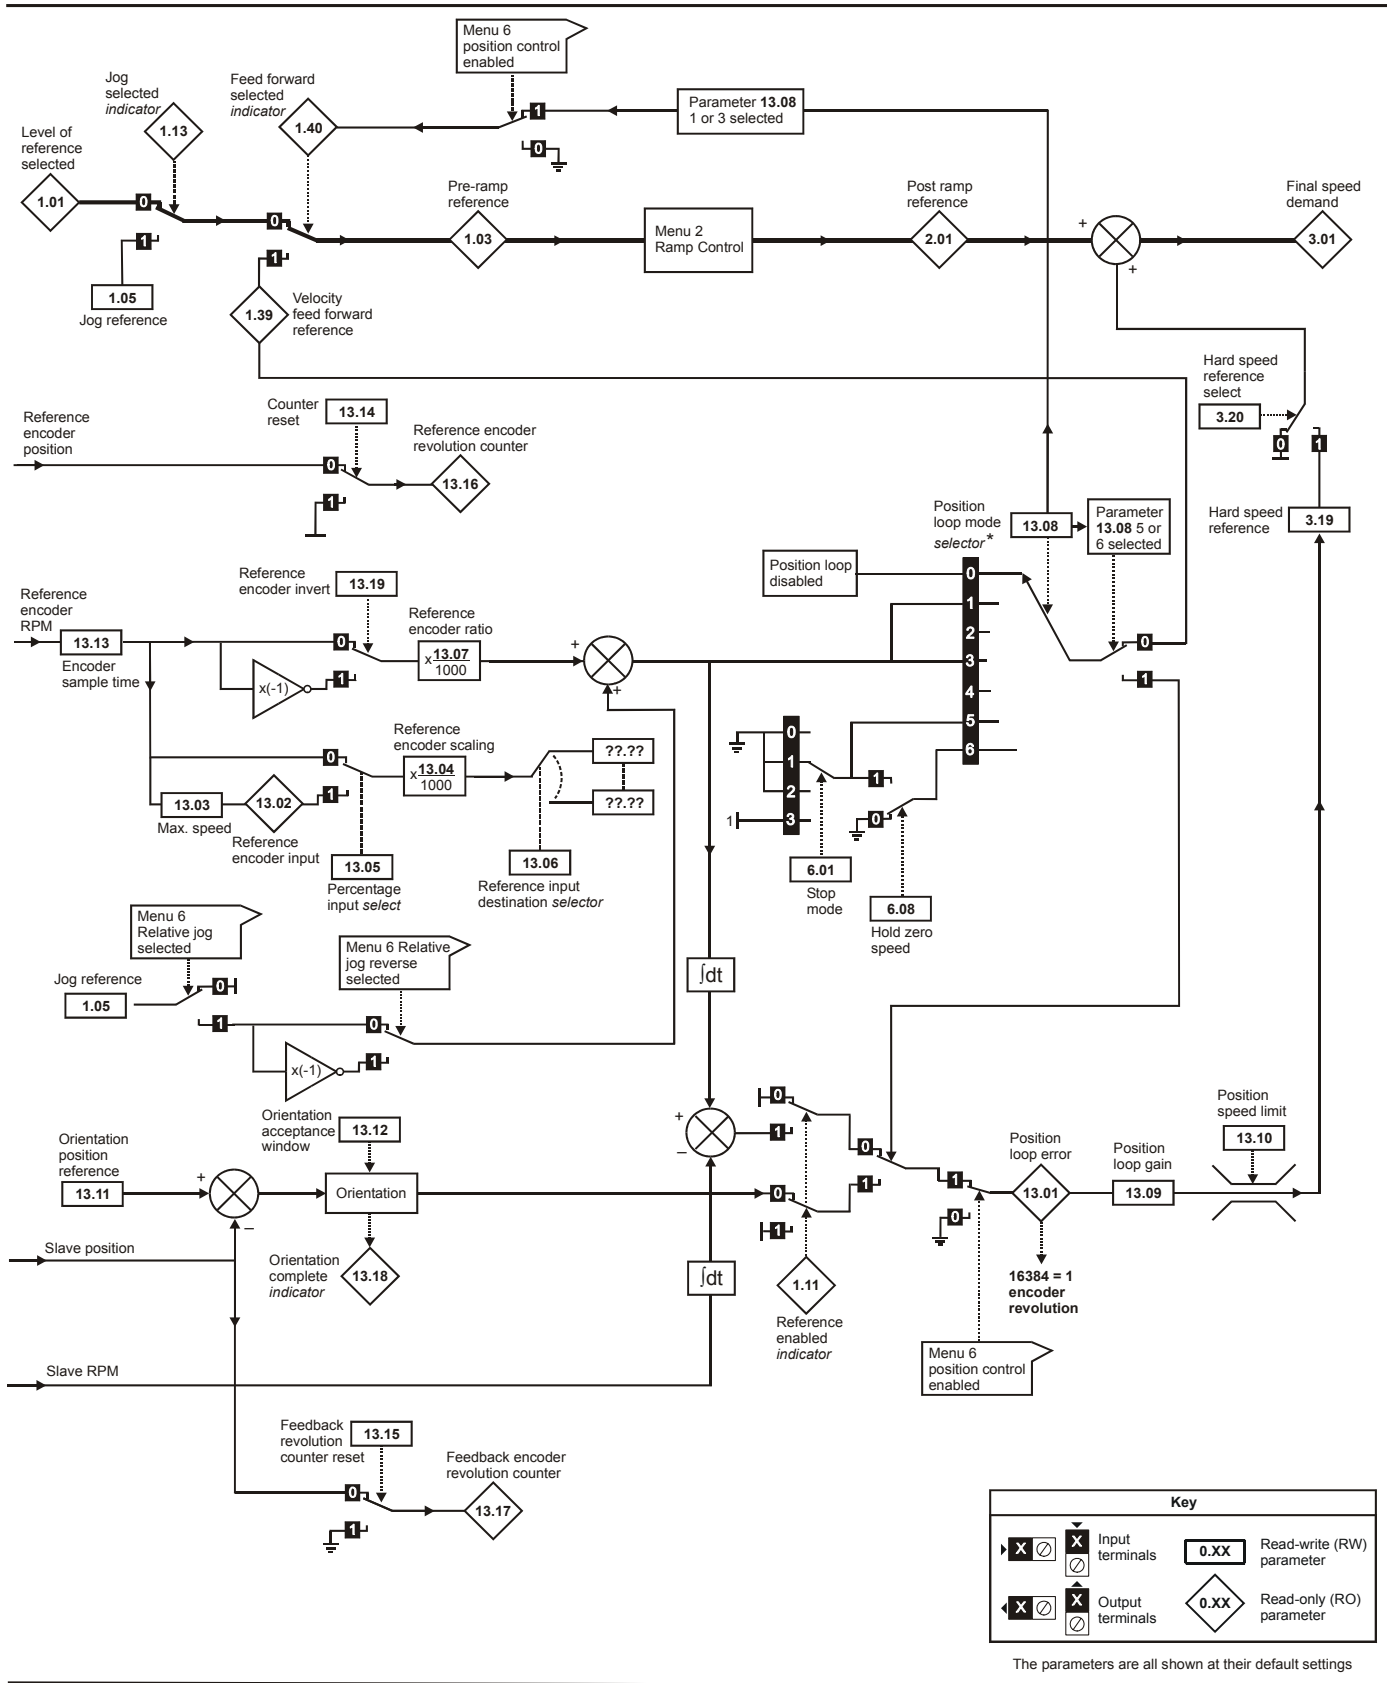 Menu 6
position control
enabled
Jog
selected
indicator
1.13
Feed forward
selected
indicator
1.40
1
0
Parameter 13.08
1 or 3 selected
Level of
reference
selected
1.01
0
1
1.05
Jog reference
0
1
1.39
Velocity
feed forward
reference
Pre-ramp
reference
1.03
Menu 2
Ramp Control
Post ramp
reference
2.01
+
+
Final speed
demand
3.01
Hard speed
reference
select
3.20
0
1
Hard speed
reference
3.19
Reference
encoder
position
Counter
reset
13.14
0
1
Reference encoder
revolution counter
13.16
Position
loop mode
selector*
13.08
Parameter
13.08 5 or
6 selected
Position loop
disabled
0
1
2
3
4
5
6
0
1
Reference
encoder
RPM
13.13
Encoder
sample time
Reference
encoder invert
13.19
0
1
x(-1)
Reference
encoder ratio
x13.07
1000
+
+
0
1
13.03
Max. speed
13.02
Reference
encoder input
13.05
Percentage
input select
Reference
encoder scaling
x13.04
1000
??.??
??.??
13.06
Reference input
destination selector
0
1
2
3
1
1
0
6.01
Stop
mode
6.08
Hold zero
speed
Menu 6
Relative jog
selected
Jog reference
1.05
0
1
Menu 6 Relative
jog reverse
selected
0
1
x(-1)
∫dt
+
−
Orientation
position
reference
13.11
+
−
Orientation
acceptance
window
13.12
Orientation
Orientation
complete
indicator
13.18
Slave position
∫dt
Slave RPM
0
1
0
1
1.11
Reference
enabled
indicator
0
1
1
0
Menu 6
position control
enabled
Position
loop error
13.01
16384 = 1
encoder
revolution
Position
loop gain
13.09
Position
speed limit
13.10
Feedback
revolution
counter reset
13.15
0
1
Feedback encoder
revolution counter
13.17
Key
X
X
Input
terminals
0.XX
Read-write (RW)
parameter
X
X
Output
terminals
0.XX
Read-only (RO)
parameter
The parameters are all shown at their default settings